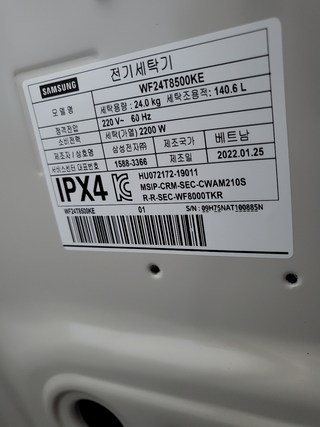 SAMSUNG 전기세탁기
모델명 WF24T8500KE
세탁용량 : 24.0 kg 세탁조용적: 140.6 L
정격전압 220 V~ 60 Hz
소비전력 세탁(가열) 2200 W
제조자 / 상호명 삼성전자㈜ 제조국가 베트남
서비스센터 대표번호 1588-3366 제조일 2022.01.25
IPX4
HU072172-19011
MSIP-CRM-SEC-CWAM210S
R-R-SEC-WF8000TKR
WF24T8500KE 01 S/N : 09H75NAT100885N